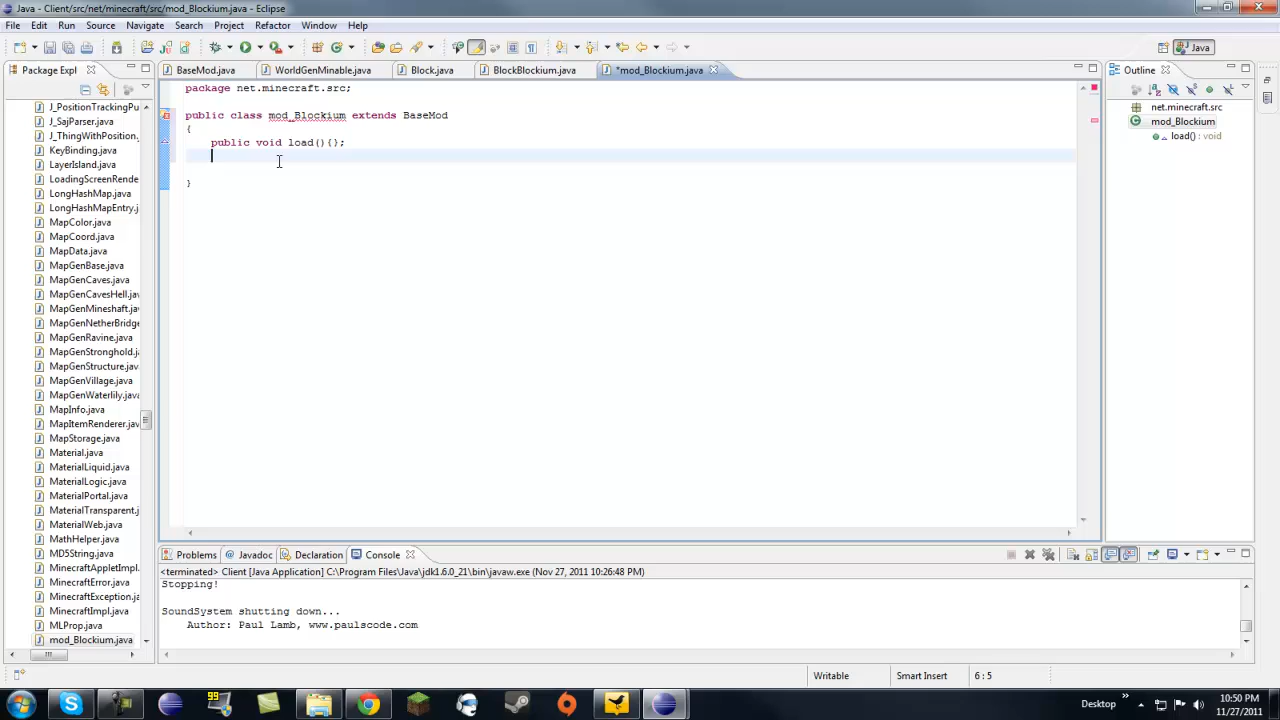 Java - Client/src/net/minecraft/src/mod_Blockium.java - Eclipse
File Edit Run Source Navigate Search Project Refactor Window Help
Java
Package Expl
BaseMod.java WorldGenMinable.java Block.java BlockBlockium.java *mod_Blockium.java
Outline
J_PositionTrackingPu
J_SajParser.java
J_ThingWithPosition.
KeyBinding.java
LayerIsland.java
LoadingScreenRende
LongHashMap.java
LongHashMapEntry.j
MapColor.java
MapCoord.java
MapData.java
MapGenBase.java
MapGenCaves.java
MapGenCavesHell.jav
MapGenMineshaft.java
MapGenNetherBridge
MapGenRavine.java
MapGenStronghold.ja
MapGenStructure.java
MapGenVillage.java
MapGenWaterlily.java
MapInfo.java
MapItemRenderer.jav
MapStorage.java
Material.java
MaterialLiquid.java
MaterialLogic.java
MaterialPortal.java
MaterialTransparent.java
MaterialWeb.java
MathHelper.java
MD5String.java
MinecraftAppletImpl.
MinecraftError.java
MinecraftException.java
MinecraftImpl.java
MLProp.java
mod_Blockium.java
package net.minecraft.src;
public class mod_Blockium extends BaseMod
{
public void load(){};
}
net.minecraft.src
mod_Blockium
load() : void
Problems Javadoc Declaration Console
<terminated> Client [Java Application] C:\Program Files\Java\jdk1.6.0_21\bin\javaw.exe (Nov 27, 2011 10:26:48 PM)
Stopping!
SoundSystem shutting down...
Author: Paul Lamb, www.paulscode.com
Writable Smart Insert 6 : 5
99
Desktop
10:50 PM
11/27/2011